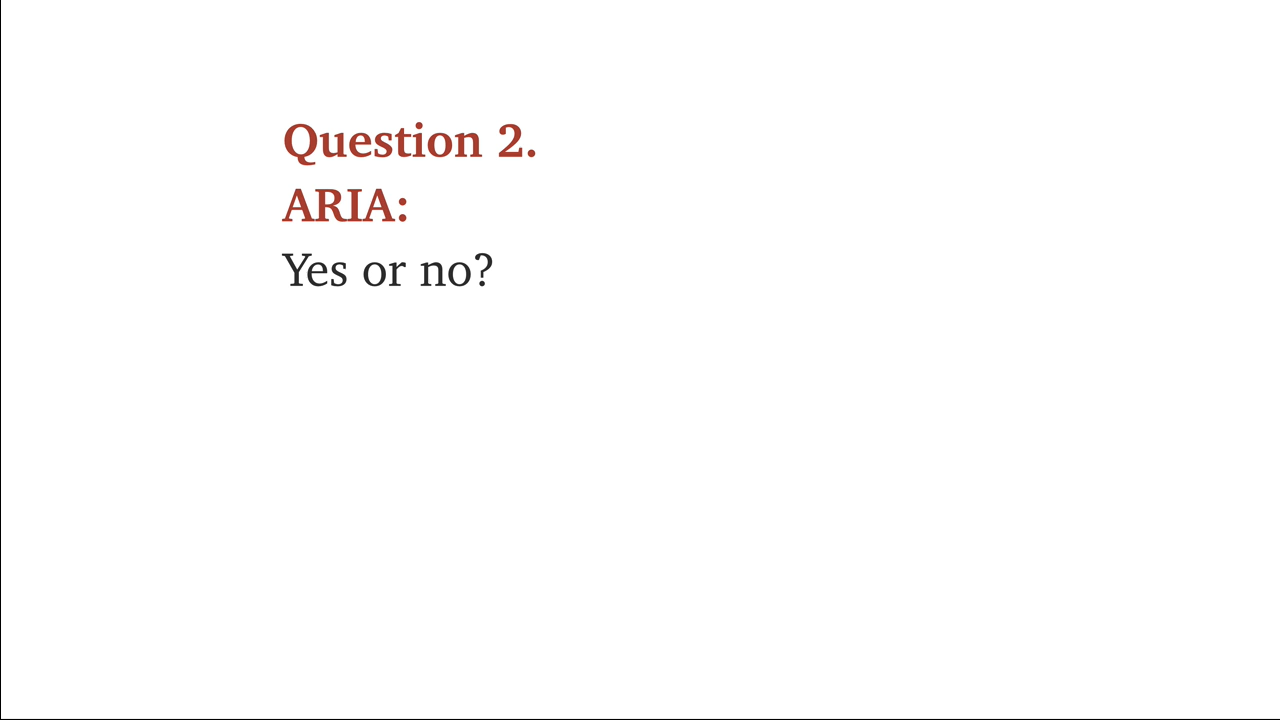 Question 2.
ARIA:
Yes or no?